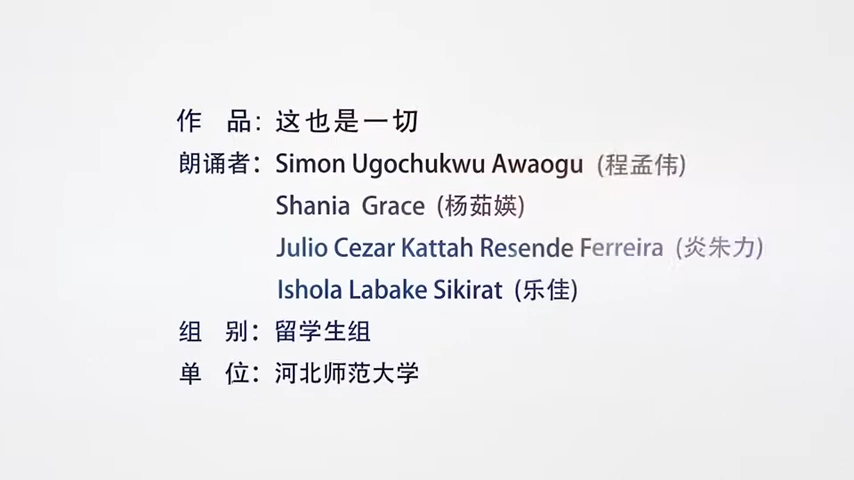 作 品：这也是一切
朗诵者：Simon Ugochukwu Awaogu (程孟伟)
Shania Grace (杨茹媖)
Julio Cezar Kattah Resende Ferreira (炎朱力)
Ishola Labake Sikirat (乐佳)
组 别：留学生组
单 位：河北师范大学